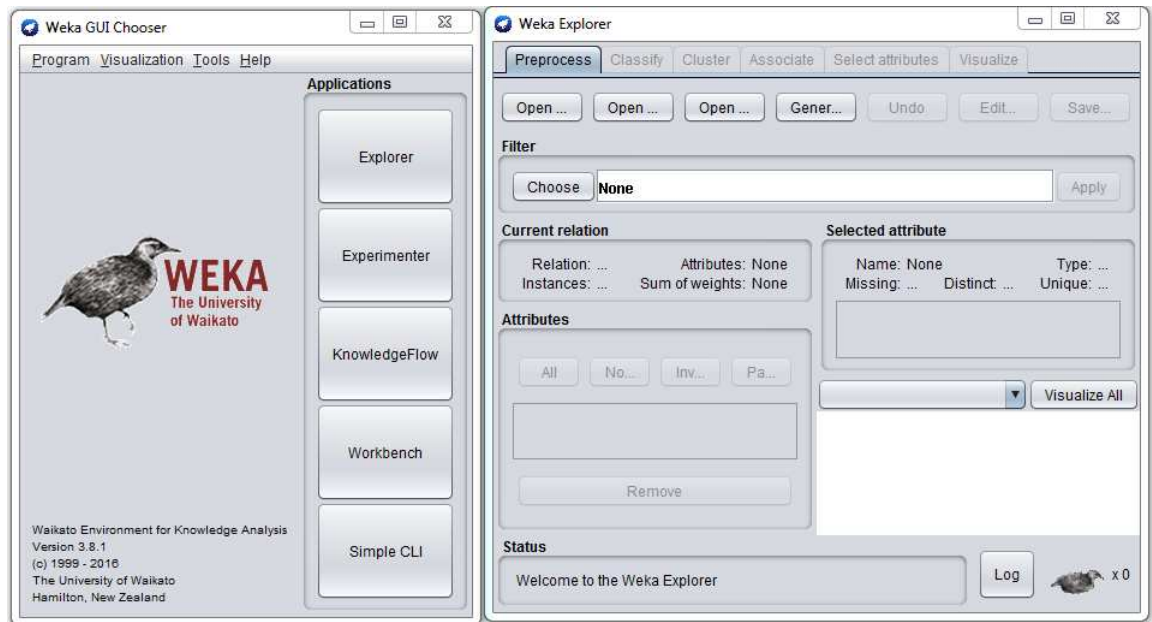 Weka GUI Chooser
Program Visualization Tools Help
Applications
Explorer
Experimenter
KnowledgeFlow
Workbench
Simple CLI
WEKA
The University
of Waikato
Waikato Environment for Knowledge Analysis
Version 3.8.1
(c) 1999 - 2016
The University of Waikato
Hamilton, New Zealand
Weka Explorer
Preprocess Classify Cluster Associate Select attributes Visualize
Open ... Open ... Open ... Gener... Undo Edit... Save...
Filter
Choose None Apply
Current relation
Relation: ... Attributes: None
Instances: ... Sum of weights: None
Selected attribute
Name: None Type: ...
Missing: ... Distinct: ... Unique: ...
Attributes
All No... Inv... Pa...
Remove
Visualize All
Status
Welcome to the Weka Explorer
Log x 0